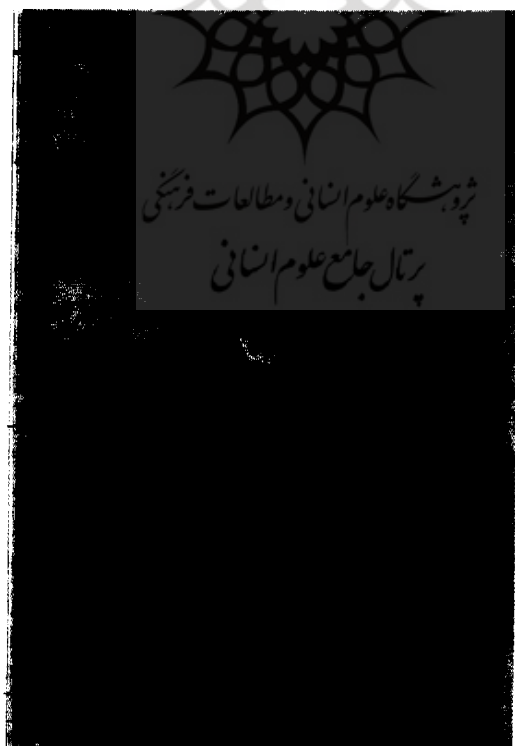 پژوهشگاه علوم انسانی و مطالعات فرهنگی
پرتال جامع علوم انسانی